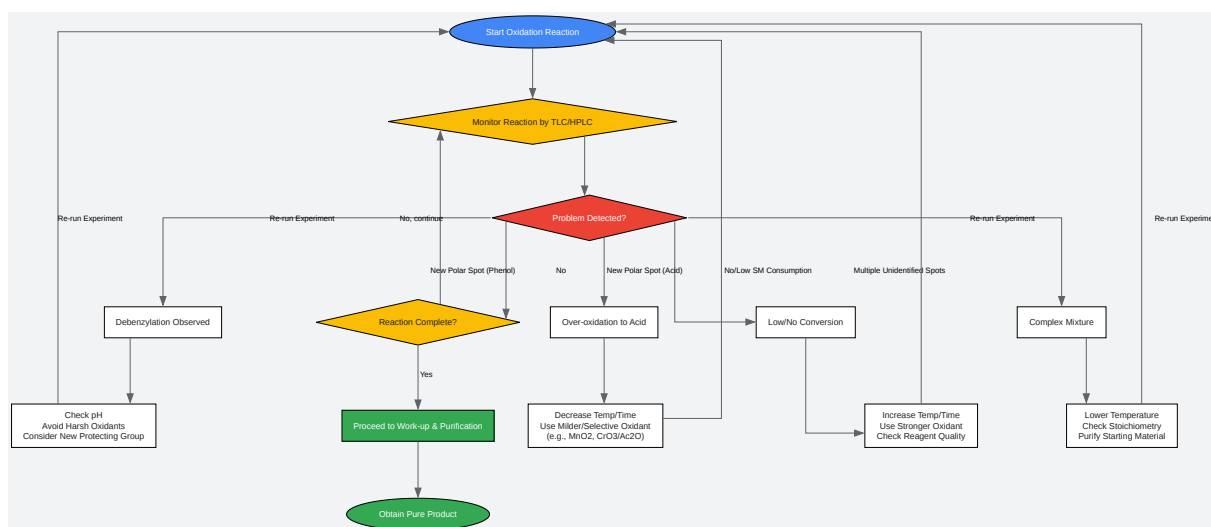 Start Oxidation Reaction
Monitor Reaction by TLC/HPLC
Re-run Experiment
Re-run Experiment
No, continue
Problem Detected?
Re-run Experiment
Re-run Experime
New Polar Spot (Phenol)
No
New Polar Spot (Acid)
No/Low SM Consumption
Multiple Unidentified Spots
Debenzylation Observed
Reaction Complete?
Over-oxidation to Acid
Low/No Conversion
Complex Mixture
Yes
Check pH
Avoid Harsh Oxidants
Consider New Protecting Group
Proceed to Work-up & Purification
Decrease Temp/Time
Use Milder/Selective Oxidant
(e.g., MnO2, CrO3/Ac2O)
Increase Temp/Time
Use Stronger Oxidant
Check Reagent Quality
Lower Temperature
Check Stoichiometry
Purify Starting Material
Obtain Pure Product